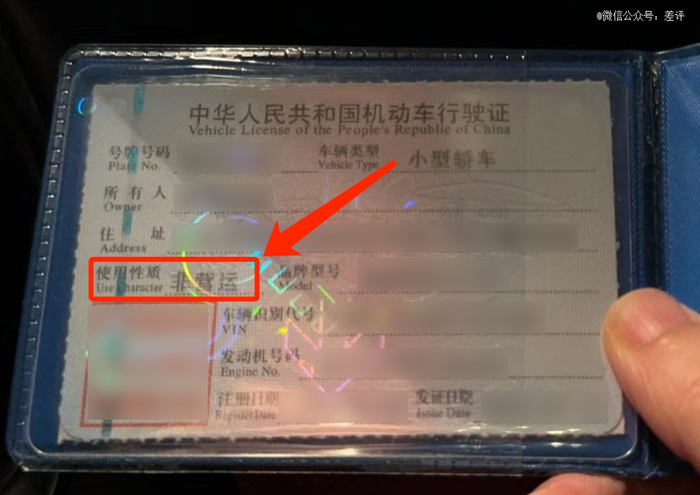 @微信公众号：差评
中华人民共和国机动车行驶证
Vehicle License of the People's Republic of China
号牌号码 车辆类型 小型轿车
Plate No. Vehicle Type
所有人
Owner
住址
Address
使用性质 非营运 品牌型号
Use Character Model
车辆识别代号
VIN
发动机号码
Engine No.
注册日期 发证日期
Register Date Issue Date